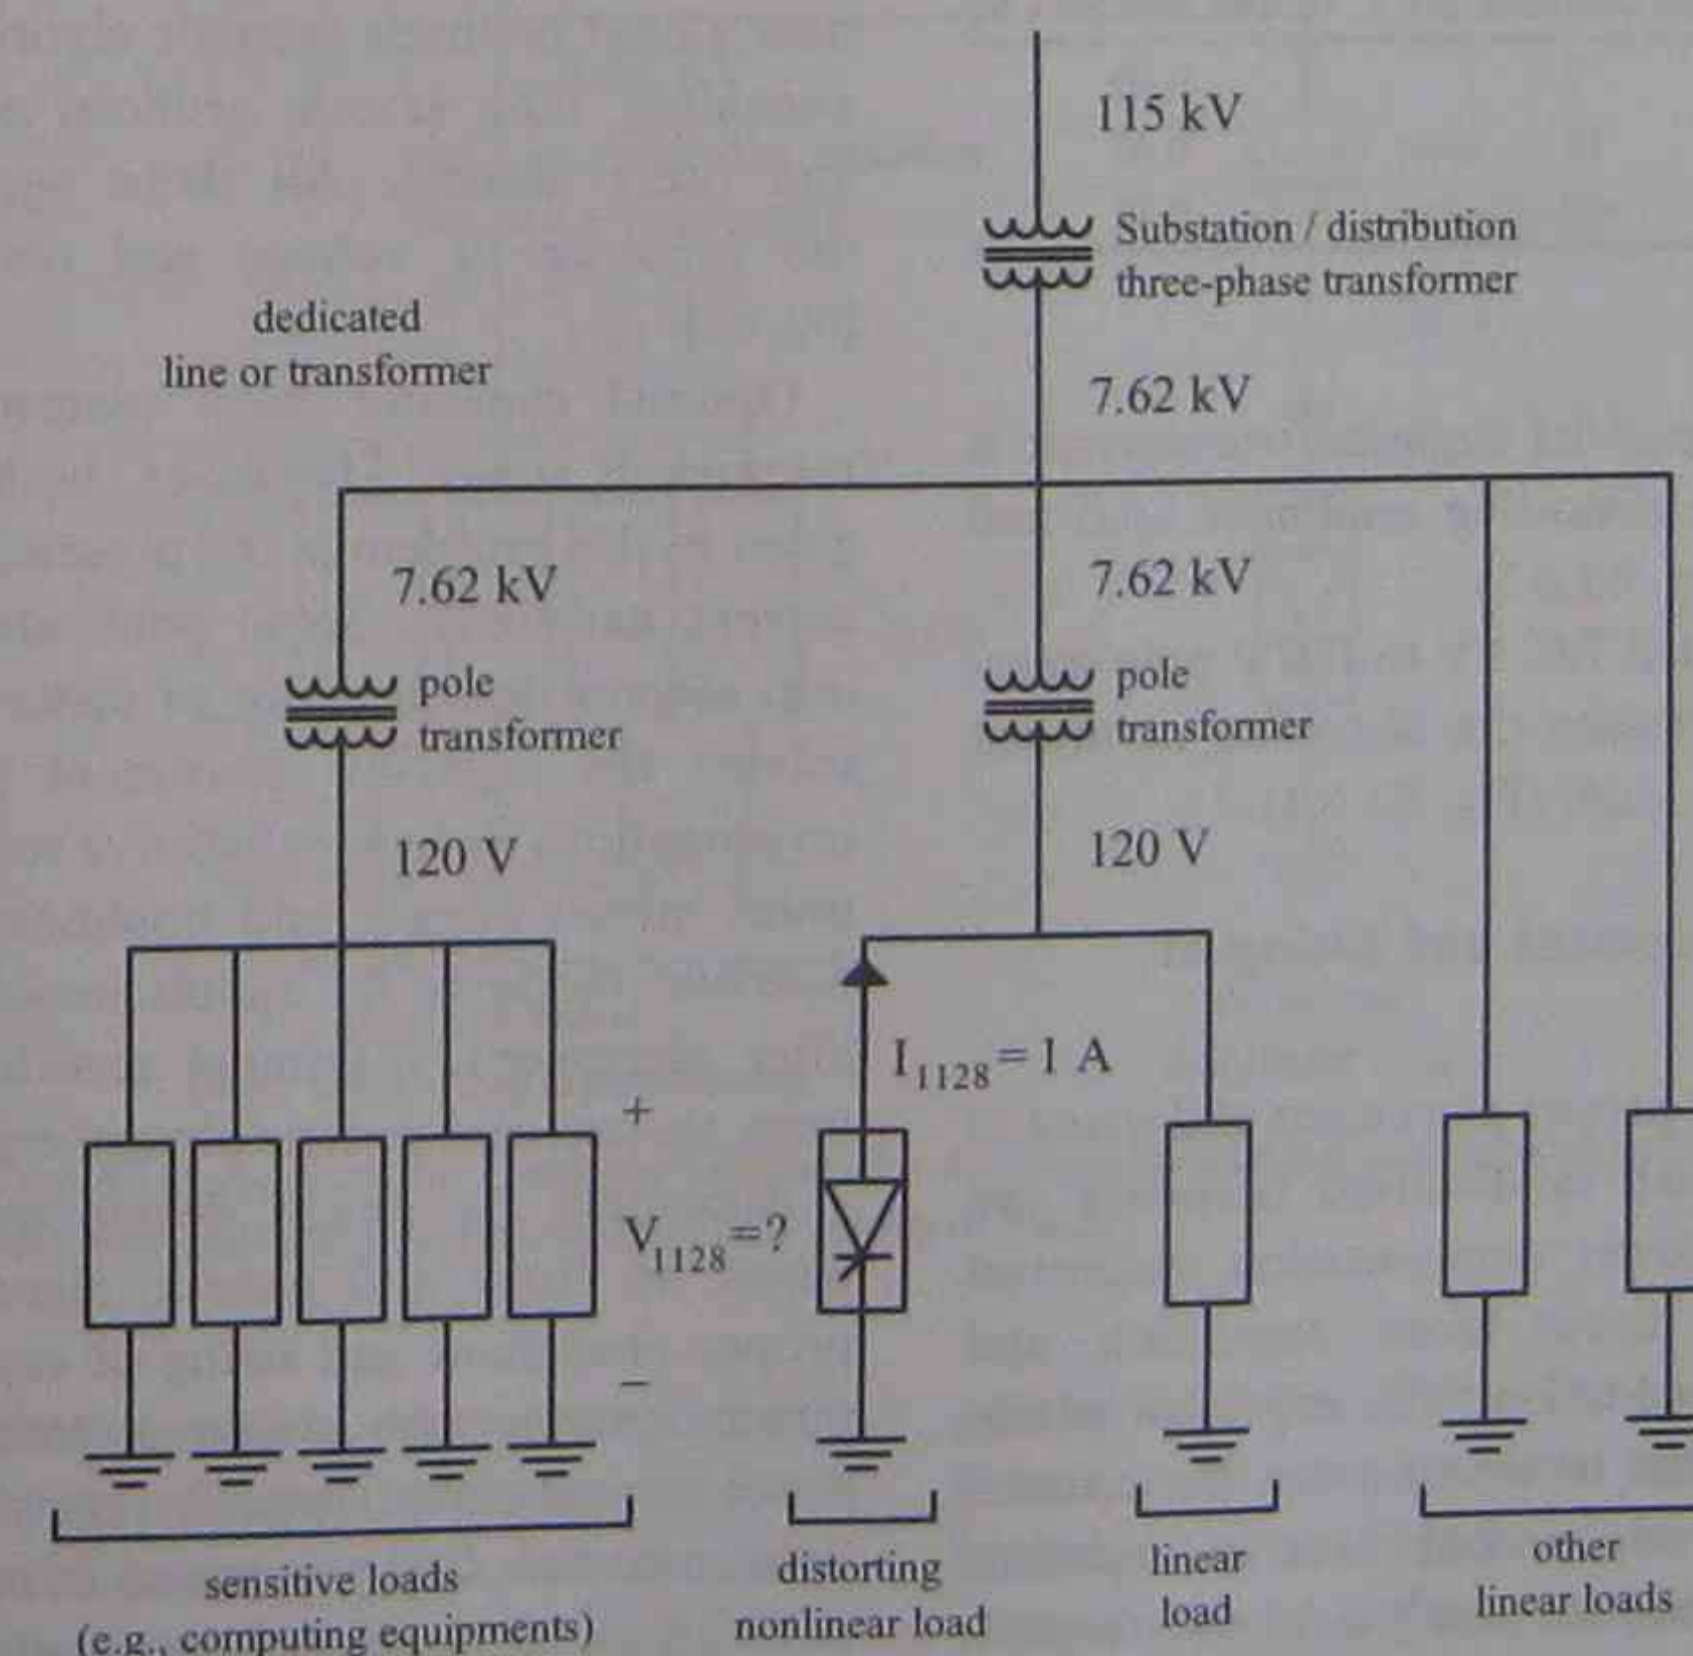 115 kV
Substation / distribution
three-phase transformer
dedicated
line or transformer
7.62 kV
7.62 kV
7.62 kV
pole
transformer
pole
transformer
120 V
120 V
I1128 = 1 A
+
V1128 =?
−
sensitive loads
(e.g., computing equipments)
distorting
nonlinear load
linear
load
other
linear loads